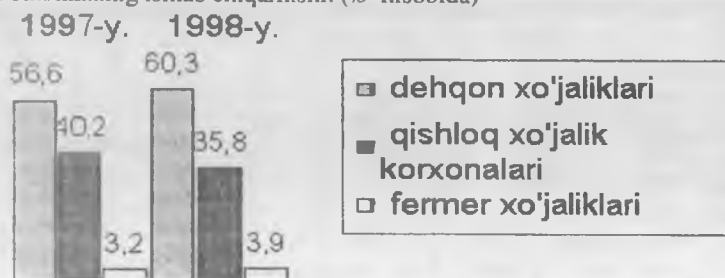 (% hisobida)
1997-y. 1998-y.
56,6
60,3
40,2
35,8
3,2
3,9
dehqon xo'jaliklari
qishloq xo'jalik
korxonalari
fermer xo'jaliklari